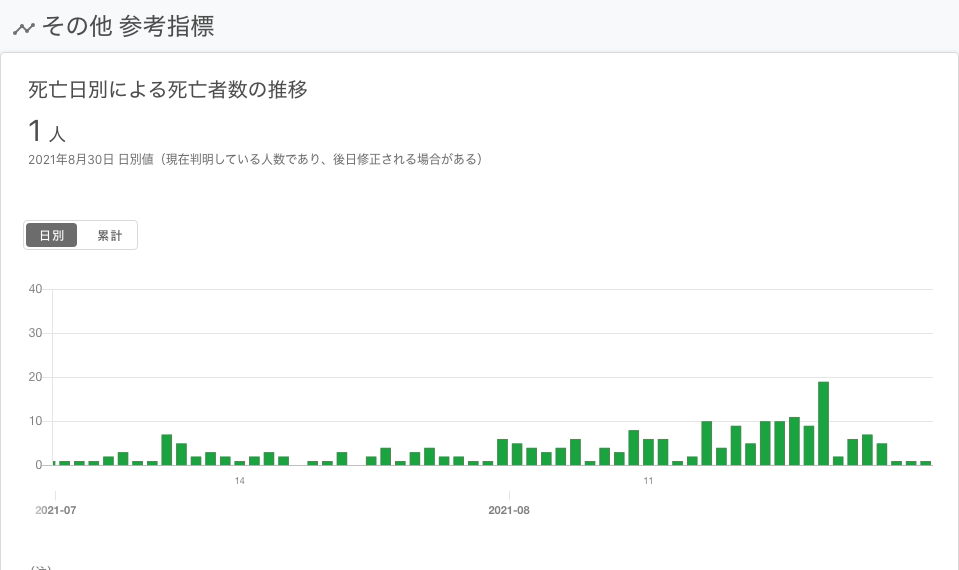 その他 参考指標
死亡日別による死亡者数の推移
1 人
2021年8月30日 日別値（現在判明している人数であり、後日修正される場合がある）
日別 累計
40
30
20
10
0
14 11
2021-07 2021-08
（注）